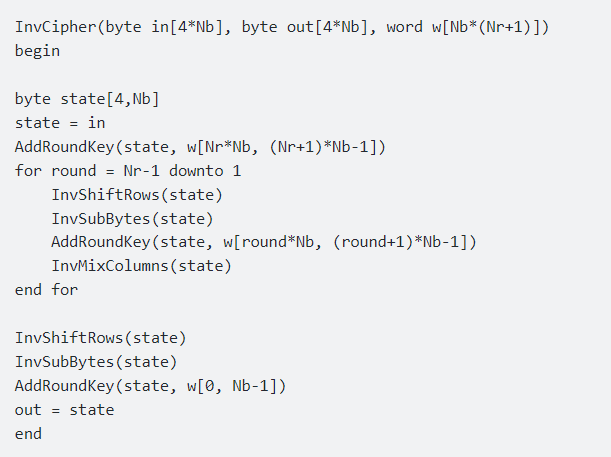 InvCipher(byte in[4*Nb], byte out[4*Nb], word w[Nb*(Nr+1)])
begin

byte state[4,Nb]
state = in
AddRoundKey(state, w[Nr*Nb, (Nr+1)*Nb-1])
for round = Nr-1 downto 1
    InvShiftRows(state)
    InvSubBytes(state)
    AddRoundKey(state, w[round*Nb, (round+1)*Nb-1])
    InvMixColumns(state)
end for

InvShiftRows(state)
InvSubBytes(state)
AddRoundKey(state, w[0, Nb-1])
out = state
end